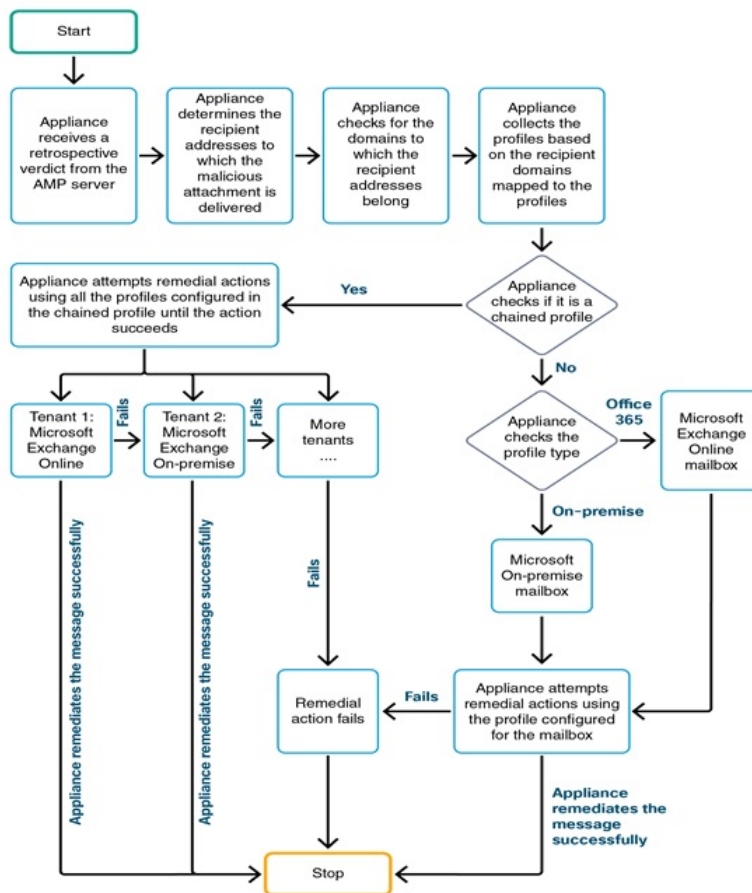 Start
Appliance
receives a
retrospective
verdict from the
AMP server
Appliance
determines the
recipient
addresses to
which the
malicious
attachment is
delivered
Appliance
checks for the
domains to
which the
recipient
addresses
belong
Appliance
collects the
profiles based
on the recipient
domains
mapped to the
profiles
Appliance
checks if it is a
chained profile
Yes
Appliance attempts remedial actions
using all the profiles configured in
the chained profile until the action
succeeds
No
Tenant 1:
Microsoft
Exchange
Online
Fails
Tenant 2:
Microsoft
Exchange
On-premise
Fails
More
tenants
....
Appliance
checks the
profile type
Office
365
Microsoft
Exchange
Online
mailbox
On-premise
Microsoft
On-premise
mailbox
Appliance remediates the message successfully
Appliance remediates the message successfully
Fails
Remedial
action fails
Fails
Appliance attempts
remedial actions using
the profile configured
for the mailbox
Appliance
remediates the
message
successfully
Stop